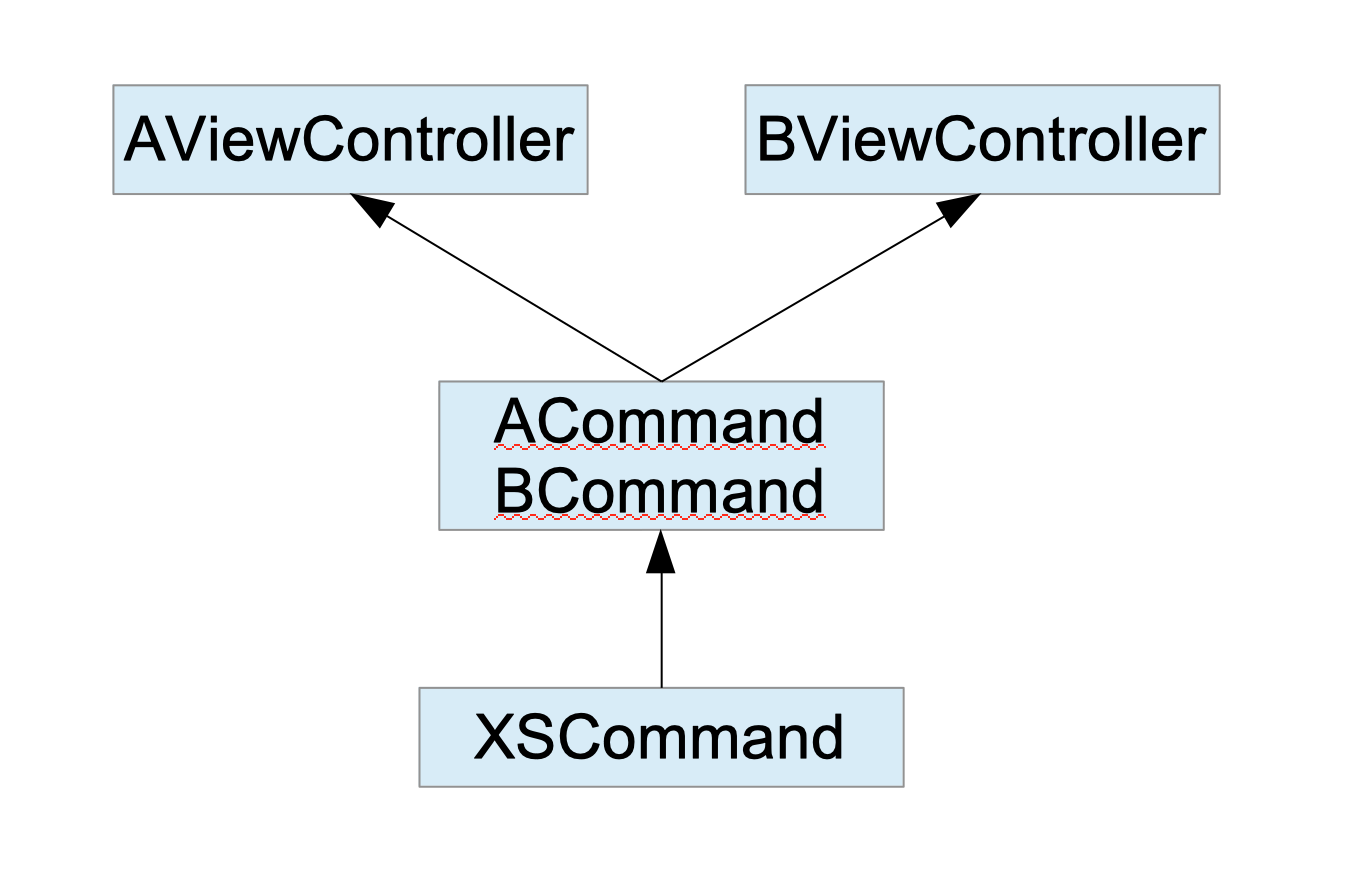 AViewController
BViewController
ACommand
BCommand
XSCommand